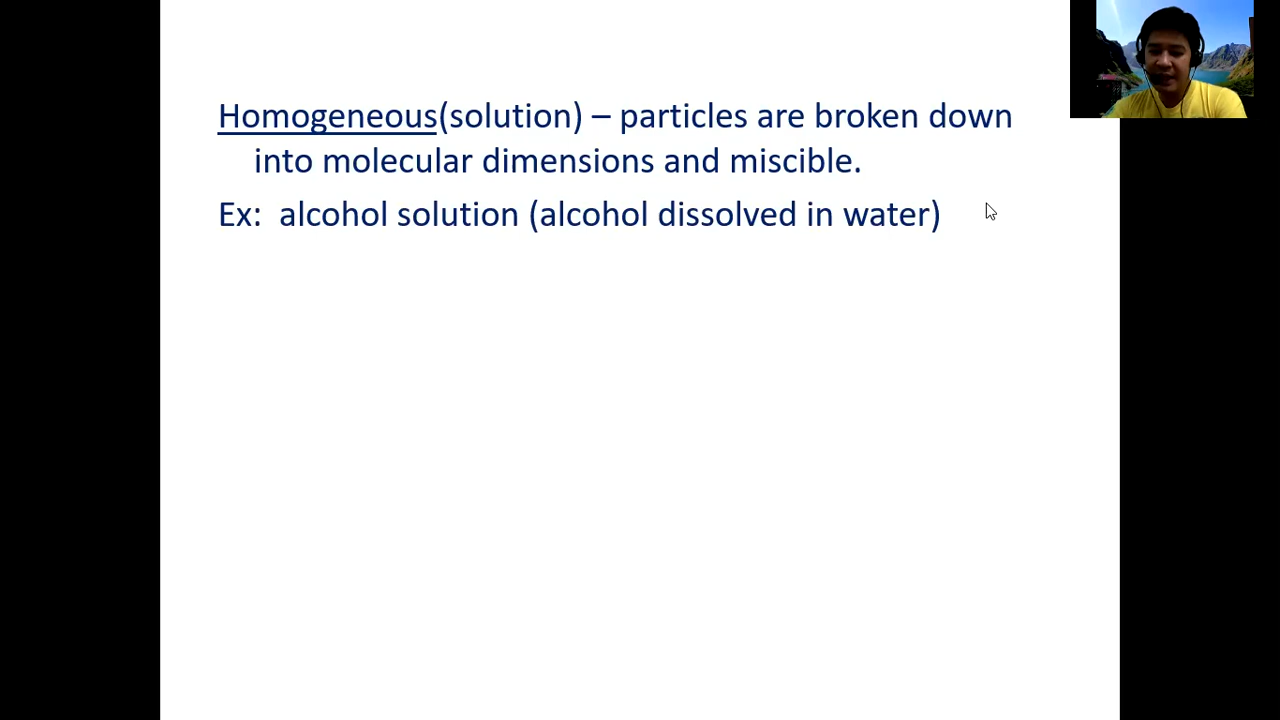 Homogeneous(solution) – particles are broken down
into molecular dimensions and miscible.
Ex:  alcohol solution (alcohol dissolved in water)